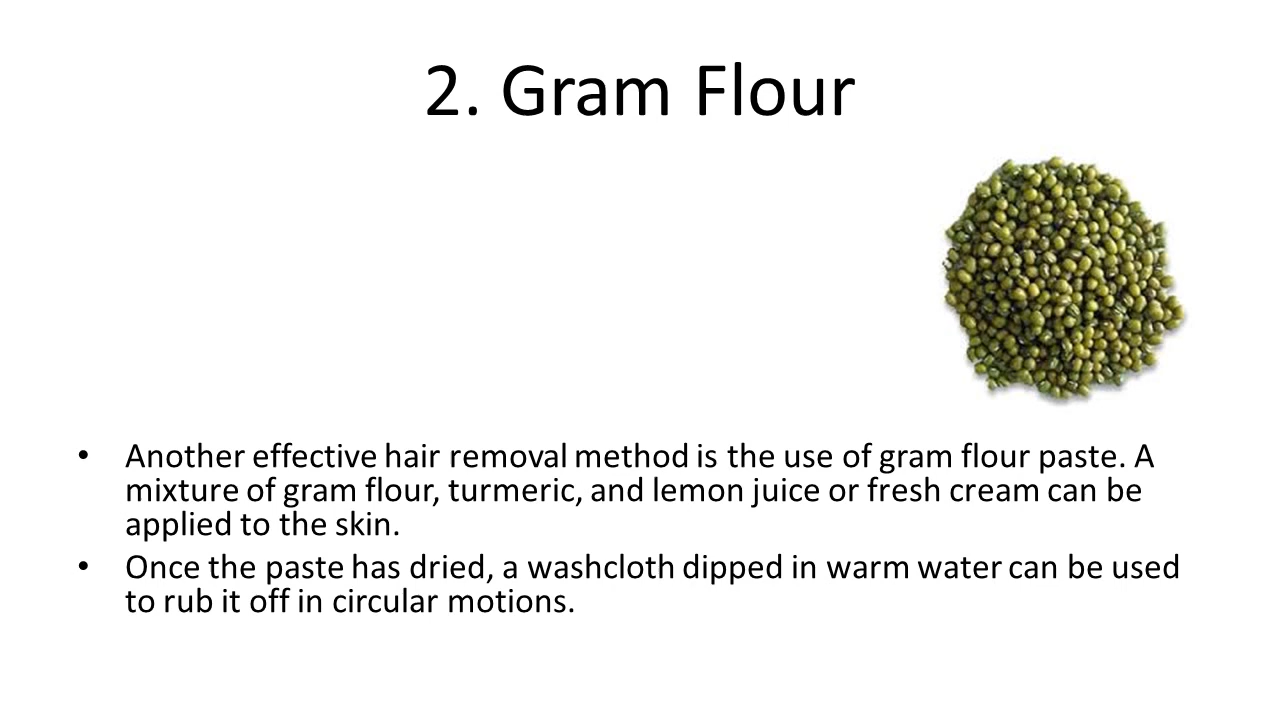 2. Gram Flour
• Another effective hair removal method is the use of gram flour paste. A
mixture of gram flour, turmeric, and lemon juice or fresh cream can be
applied to the skin.
• Once the paste has dried, a washcloth dipped in warm water can be used
to rub it off in circular motions.